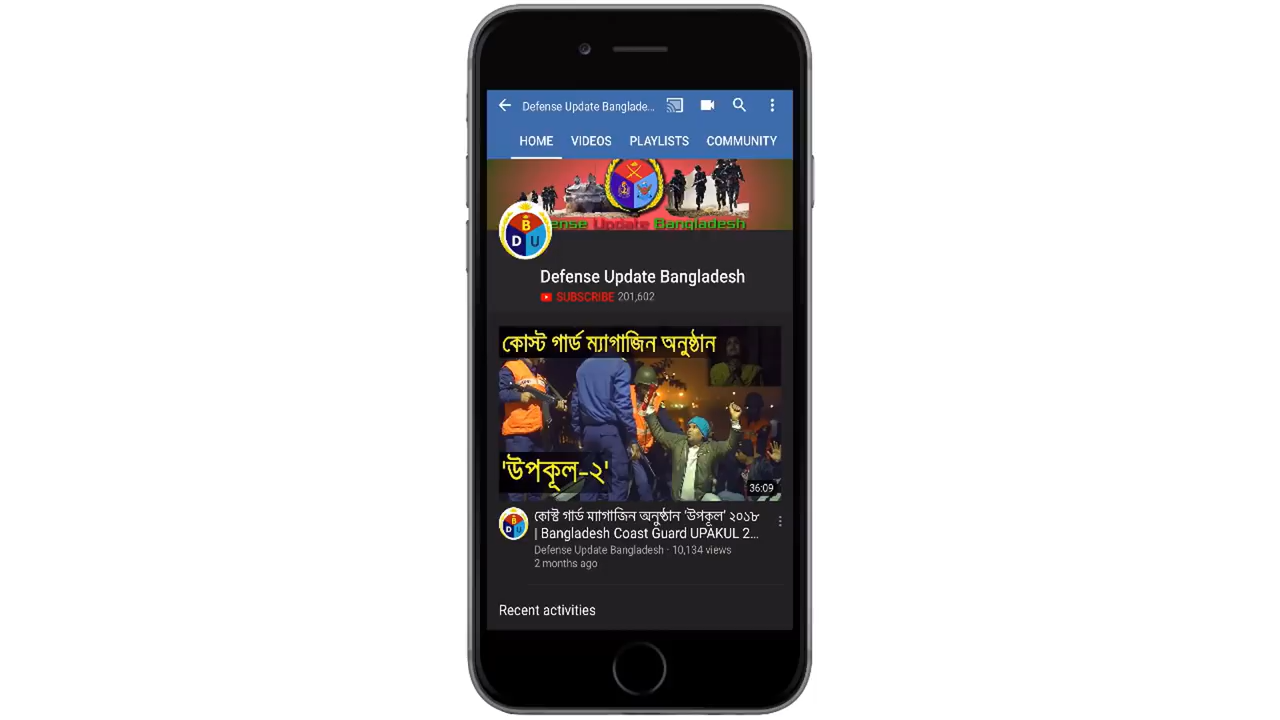 Defense Update Banglade...
HOME VIDEOS PLAYLISTS COMMUNITY
Update Bangladesh
B
D U
Defense Update Bangladesh
SUBSCRIBE 201,602
কোস্ট গার্ড ম্যাগাজিন অনুষ্ঠান
'উপকূল-২'
36:09
কোস্ট গার্ড ম্যাগাজিন অনুষ্ঠান ‘উপকূল’ ২০১৮
| Bangladesh Coast Guard UPAKUL 2...
Defense Update Bangladesh · 10,134 views
2 months ago
Recent activities